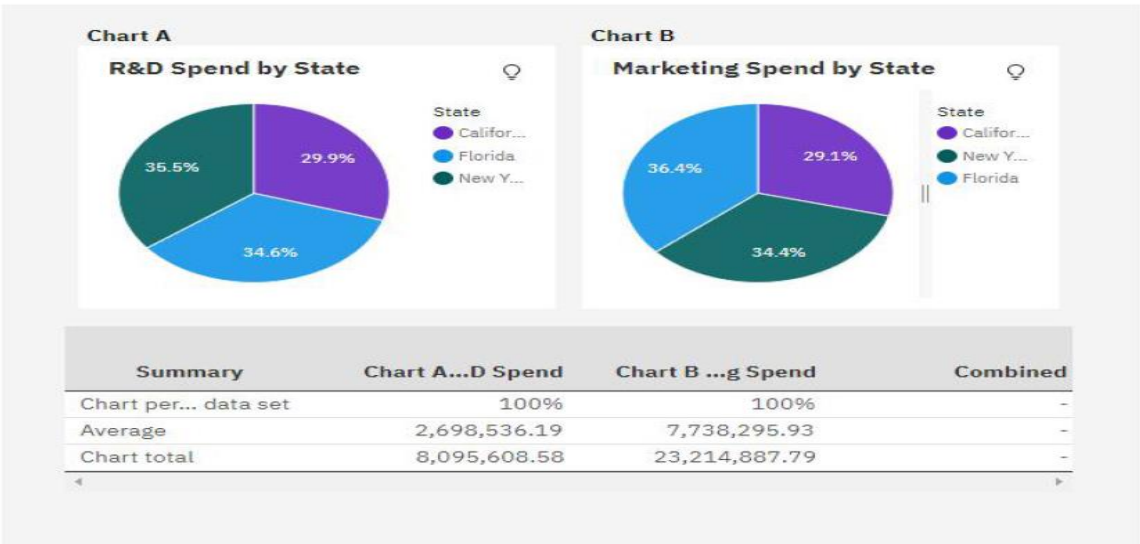 Chart A
R&D Spend by State
State
Califor...
Florida
New Y...
35.5%
29.9%
34.6%
Chart B
Marketing Spend by State
State
Califor...
New Y...
Florida
36.4%
29.1%
34.4%
Summary Chart A...D Spend Chart B ...g Spend Combined
Chart per... data set 100% 100% -
Average 2,698,536.19 7,738,295.93 -
Chart total 8,095,608.58 23,214,887.79 -